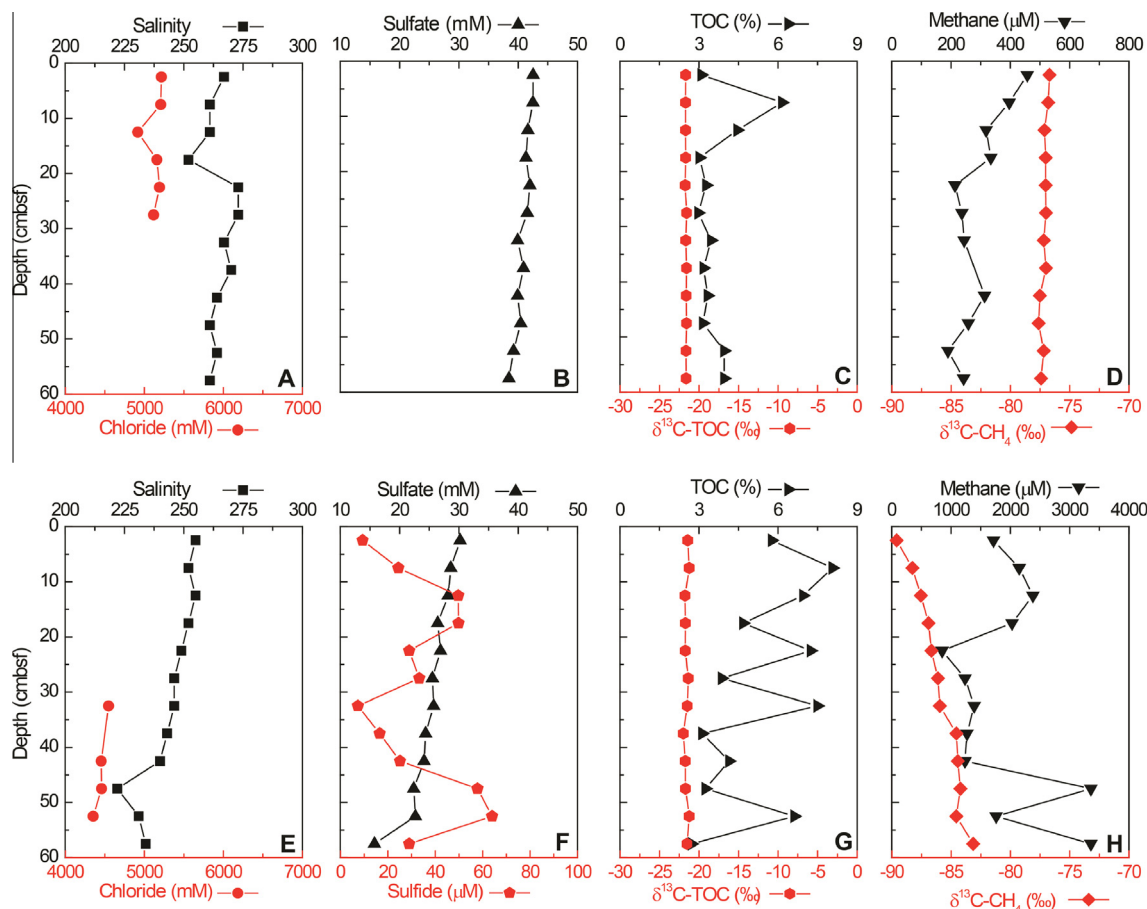 Salinity
Sulfate (mM)
TOC (%)
Methane (µM)
200 225 250 275 300
10 20 30 40 50
0 3 6 9
0 200 400 600 800
Depth (cmbsf)
0
10
20
30
40
50
60
A
B
C
D
4000 5000 6000 7000
-30 -25 -20 -15 -10 -5 0
-90 -85 -80 -75 -70
Chloride (mM)
δ¹³C-TOC (‰)
δ¹³C-CH₄ (‰)
Salinity
Sulfate (mM)
TOC (%)
Methane (µM)
200 225 250 275 300
10 20 30 40 50
0 3 6 9
0 1000 2000 3000 4000
Depth (cmbsf)
0
10
20
30
40
50
60
E
F
G
H
4000 5000 6000 7000
0 20 40 60 80 100
-30 -25 -20 -15 -10 -5 0
-90 -85 -80 -75 -70
Chloride (mM)
Sulfide (µM)
δ¹³C-TOC (‰)
δ¹³C-CH₄ (‰)